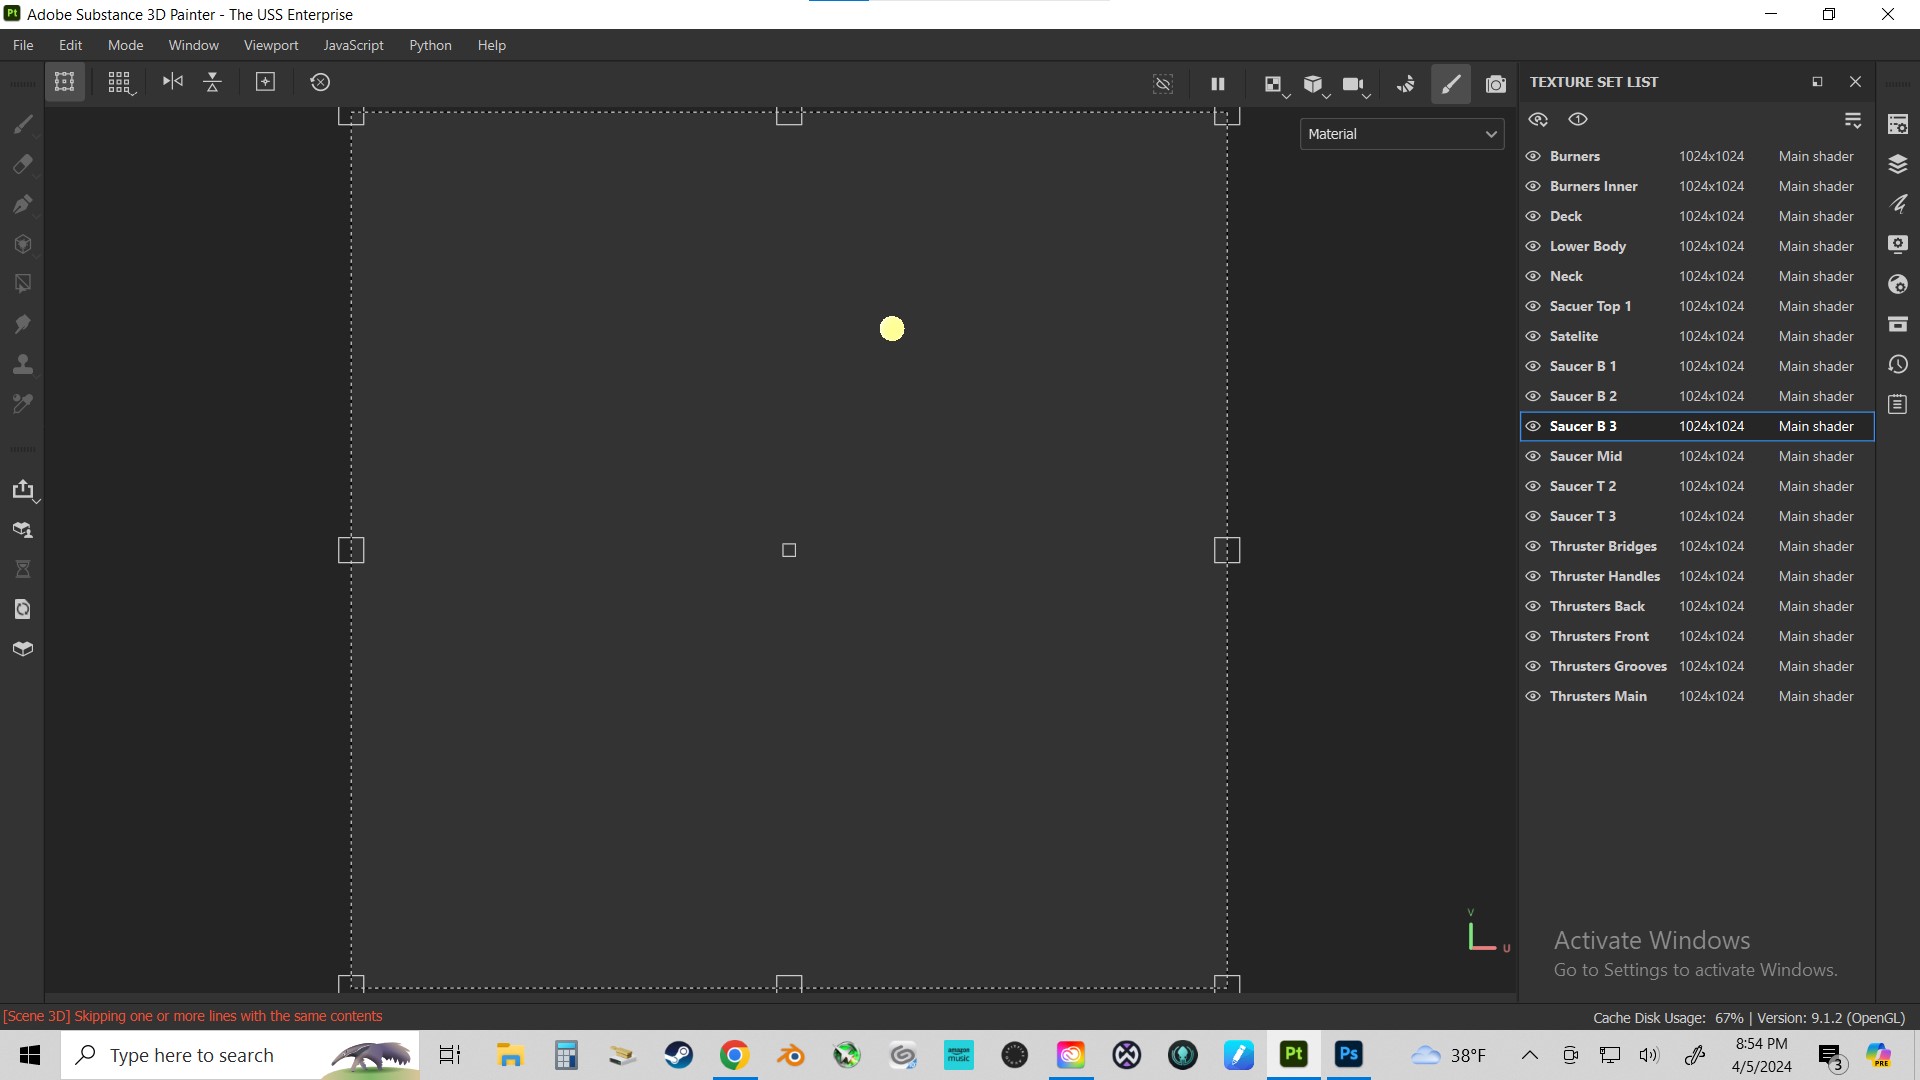 Pt Adobe Substance 3D Painter - The USS Enterprise
File Edit Mode Window Viewport JavaScript Python Help
TEXTURE SET LIST
Material
Burners 1024x1024 Main shader
Burners Inner 1024x1024 Main shader
Deck 1024x1024 Main shader
Lower Body 1024x1024 Main shader
Neck 1024x1024 Main shader
Sacuer Top 1 1024x1024 Main shader
Satelite 1024x1024 Main shader
Saucer B 1 1024x1024 Main shader
Saucer B 2 1024x1024 Main shader
Saucer B 3 1024x1024 Main shader
Saucer Mid 1024x1024 Main shader
Saucer T 2 1024x1024 Main shader
Saucer T 3 1024x1024 Main shader
Thruster Bridges 1024x1024 Main shader
Thruster Handles 1024x1024 Main shader
Thrusters Back 1024x1024 Main shader
Thrusters Front 1024x1024 Main shader
Thrusters Grooves 1024x1024 Main shader
Thrusters Main 1024x1024 Main shader
V
U
Activate Windows
Go to Settings to activate Windows.
[Scene 3D] Skipping one or more lines with the same contents
Cache Disk Usage: 67% | Version: 9.1.2 (OpenGL)
Type here to search
amazon music
Pt
Ps
38°F
8:54 PM
4/5/2024
3
PRE